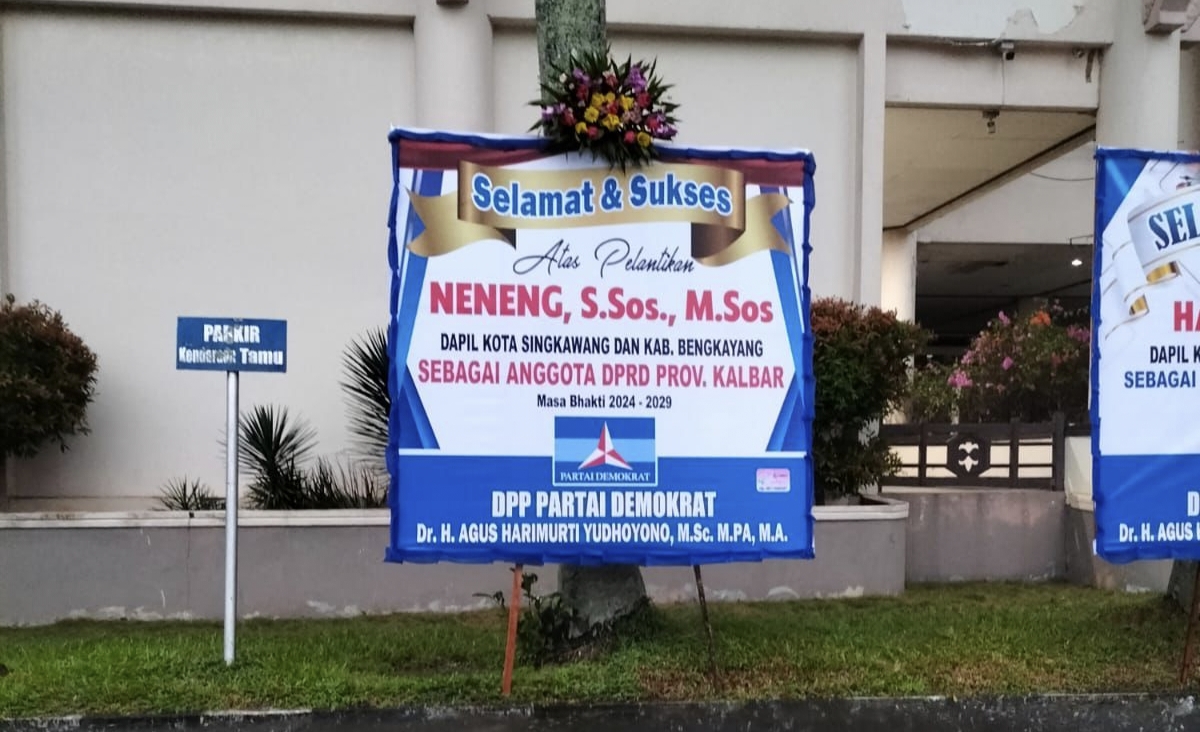 PARKIR
Kenderaan Tamu
Selamat & Sukses
Atas Pelantikan
NENENG, S.Sos., M.Sos
DAPIL KOTA SINGKAWANG DAN KAB. BENGKAYANG
SEBAGAI ANGGOTA DPRD PROV. KALBAR
Masa Bhakti 2024 - 2029
PARTAI DEMOKRAT
DPP PARTAI DEMOKRAT
Dr. H. AGUS HARIMURTI YUDHOYONO, M.Sc. M.PA, M.A.
SEL
HA
DAPIL K
SEBAGAI
D
Dr. H. AGUS